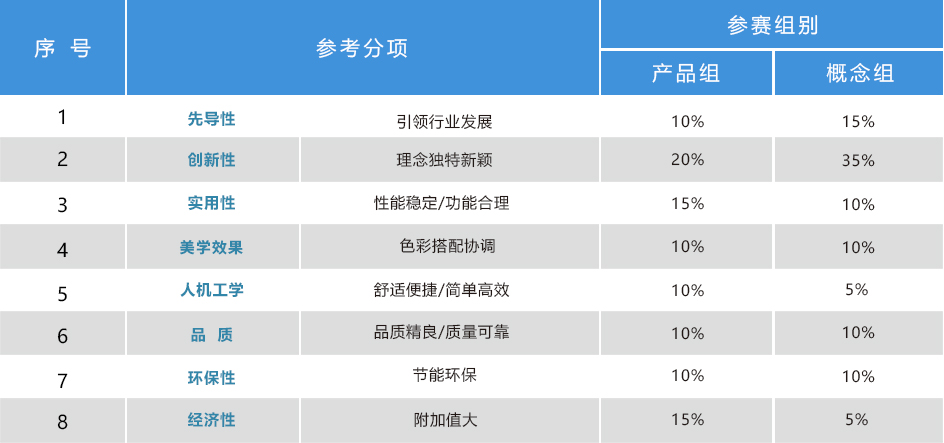 序 号 参考分项 参赛组别
产品组 概念组
1 先导性 引领行业发展 10% 15%
2 创新性 理念独特新颖 20% 35%
3 实用性 性能稳定/功能合理 15% 10%
4 美学效果 色彩搭配协调 10% 10%
5 人机工学 舒适便捷/简单高效 10% 5%
6 品 质 品质精良/质量可靠 10% 10%
7 环保性 节能环保 10% 10%
8 经济性 附加值大 15% 5%